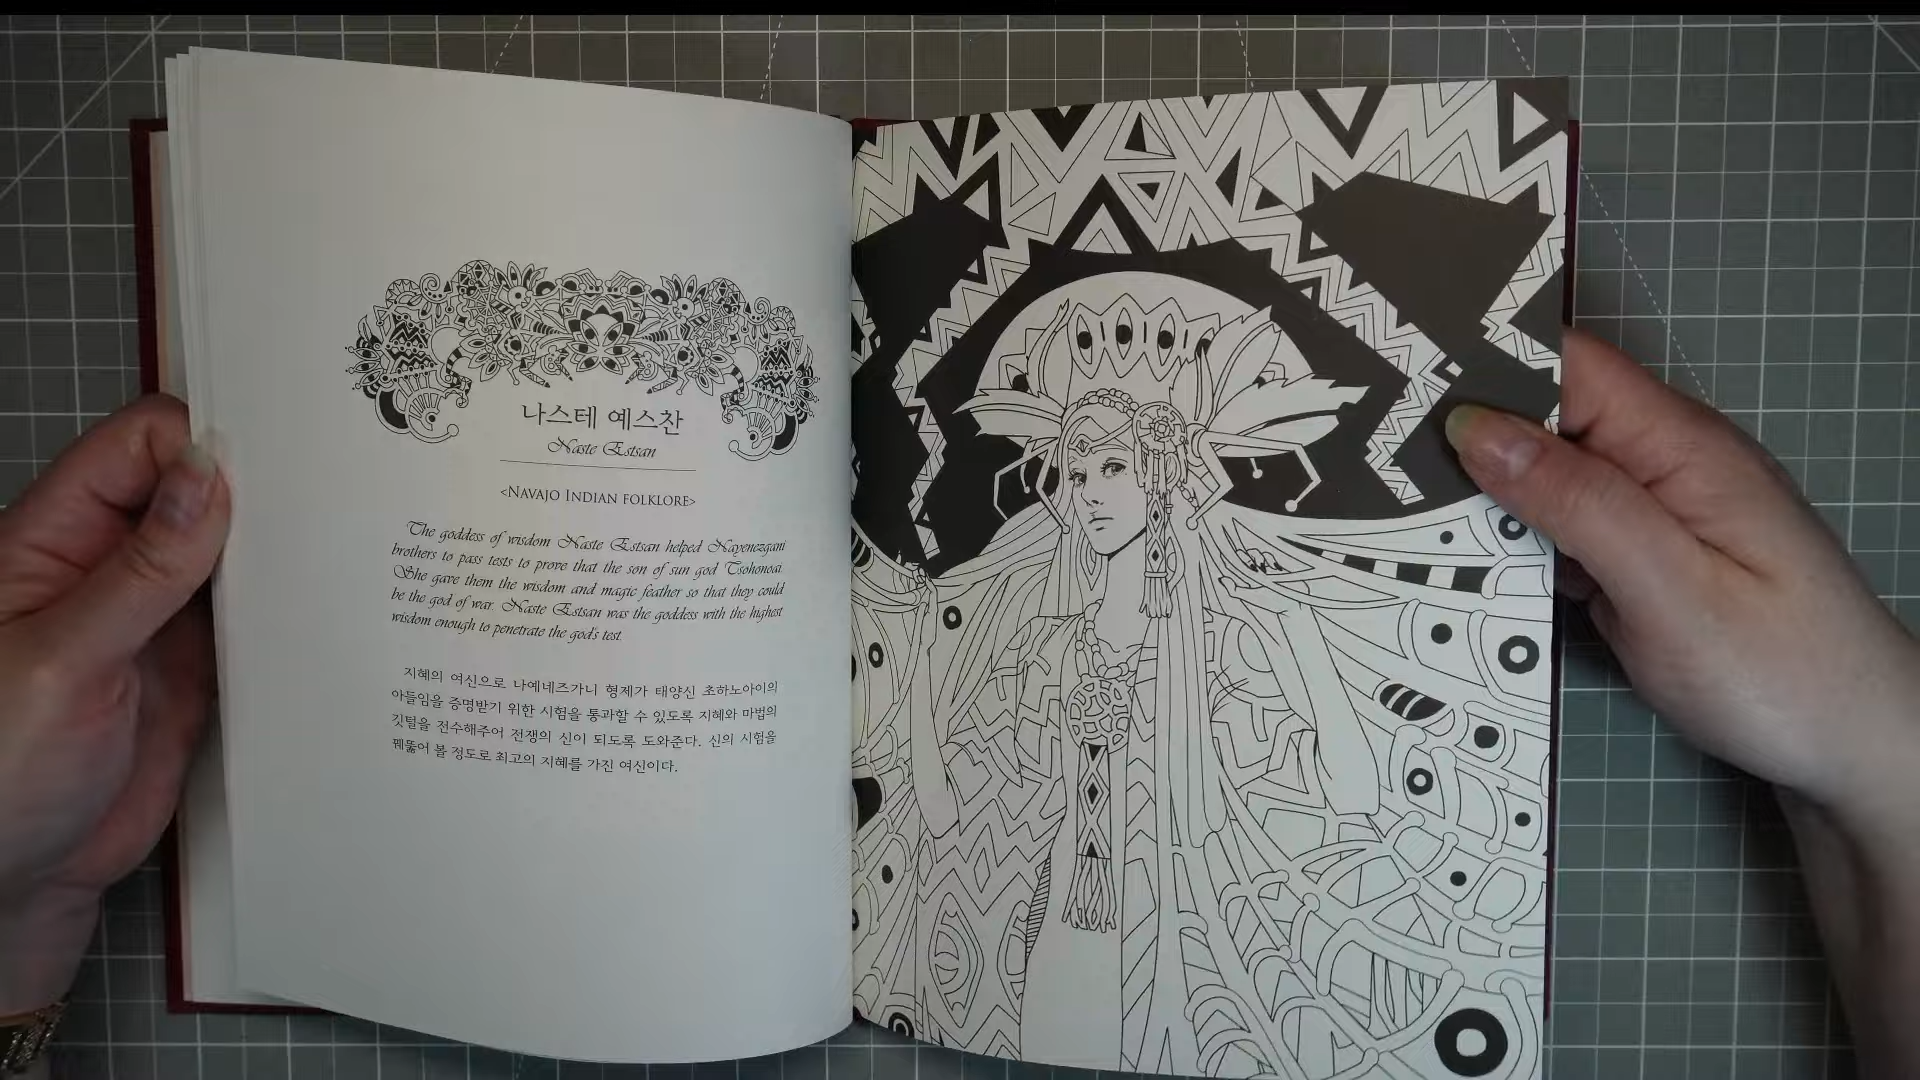 나스테 예스찬
Naste Estsan
<NAVAJO INDIAN FOLKLORE>
The goddess of wisdom Naste Estsan helped Nayenezgani
brothers to pass tests to prove that the son of sun god Tsohonoai.
She gave them the wisdom and magic feather so that they could
be the god of war. Naste Estsan was the goddess with the highest
wisdom enough to penetrate the god's test.
지혜의 여신으로 나예네즈가니 형제가 태양신 초하노아이의
아들임을 증명받기 위한 시험을 통과할 수 있도록 지혜와 마법의
깃털을 전수해주어 전쟁의 신이 되도록 도와준다. 신의 시험을
꿰뚫어 볼 정도로 최고의 지혜를 가진 여신이다.